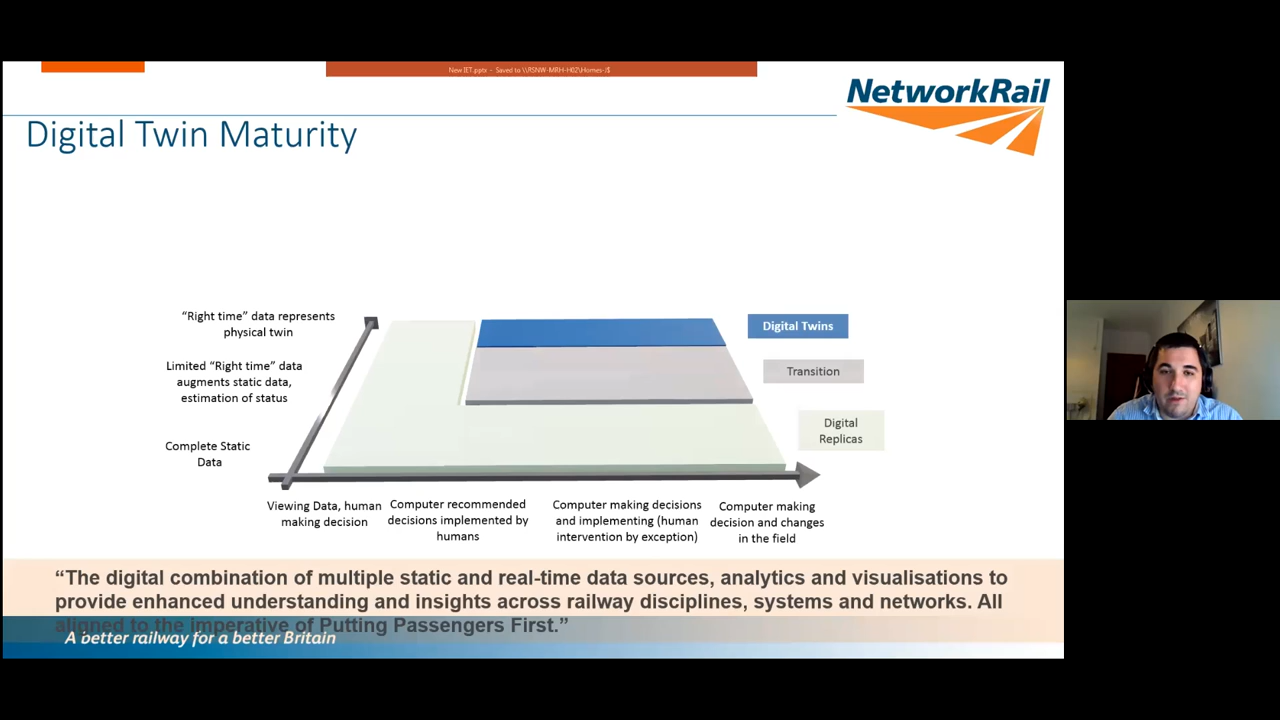 New IET.pptx - Saved to \\RSNW-MRH-H02\Homes-J$
NetworkRail
Digital Twin Maturity
“Right time” data represents
physical twin
Limited “Right time” data
augments static data,
estimation of status
Complete Static
Data
Digital Twins
Transition
Digital
Replicas
Viewing Data, human
making decision
Computer recommended
decisions implemented by
humans
Computer making decisions
and implementing (human
intervention by exception)
Computer making
decision and changes
in the field
“The digital combination of multiple static and real-time data sources, analytics and visualisations to
provide enhanced understanding and insights across railway disciplines, systems and networks. All
aligned to the imperative of Putting Passengers First.”
A better railway for a better Britain